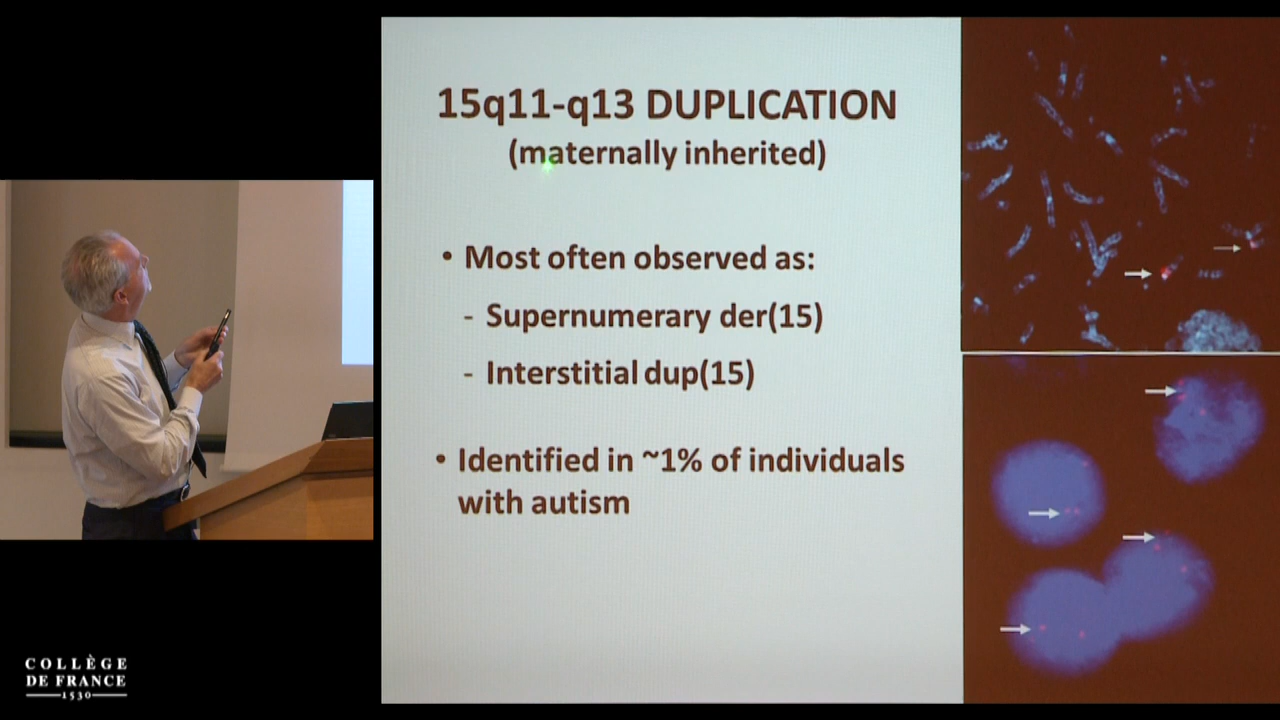 15q11-q13 DUPLICATION
(maternally inherited)
• Most often observed as:
- Supernumerary der(15)
- Interstitial dup(15)
• Identified in ~1% of individuals
with autism
COLLÈGE
DE FRANCE
1530